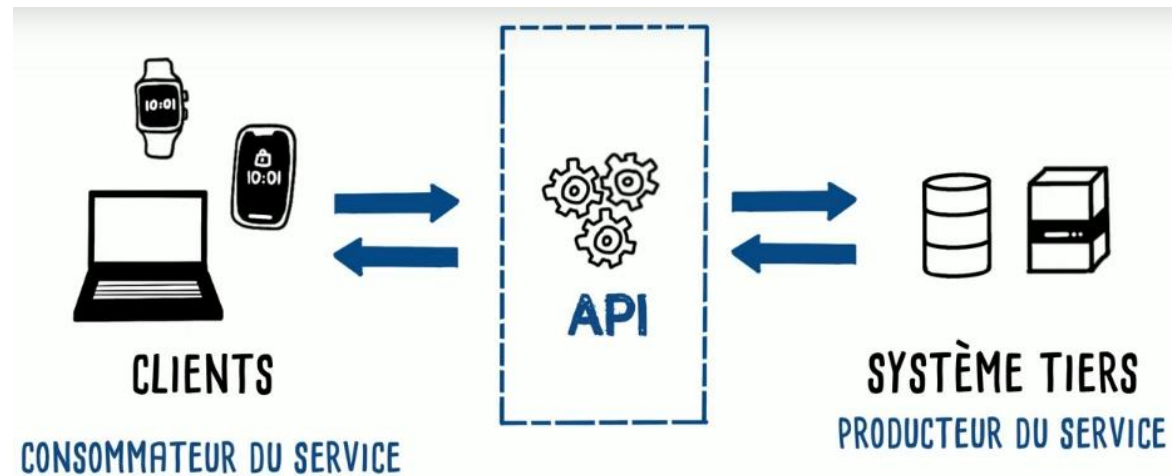 10:01
10:01
API
CLIENTS
CONSOMMATEUR DU SERVICE
SYSTÈME TIERS
PRODUCTEUR DU SERVICE